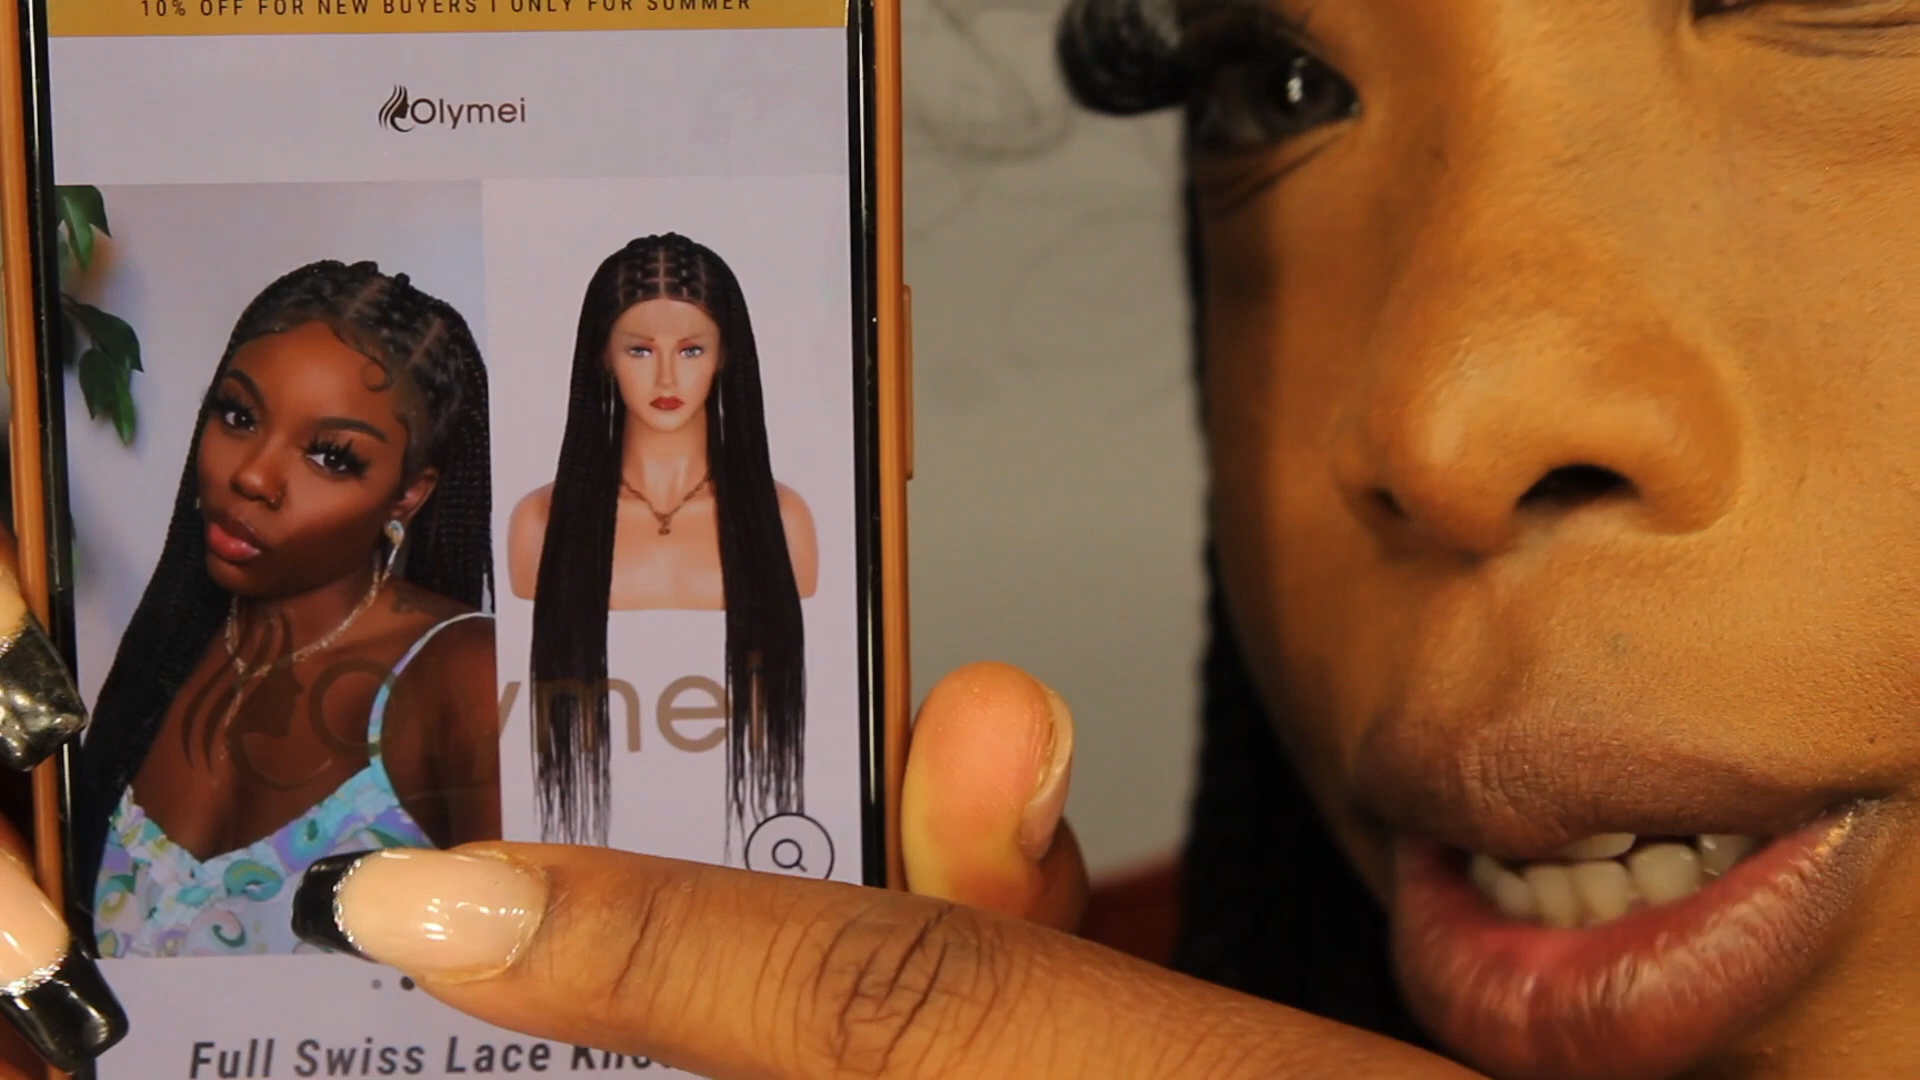 10% OFF FOR NEW BUYERS | ONLY FOR SUMMER
Olymei
Olymei
Full Swiss Lace